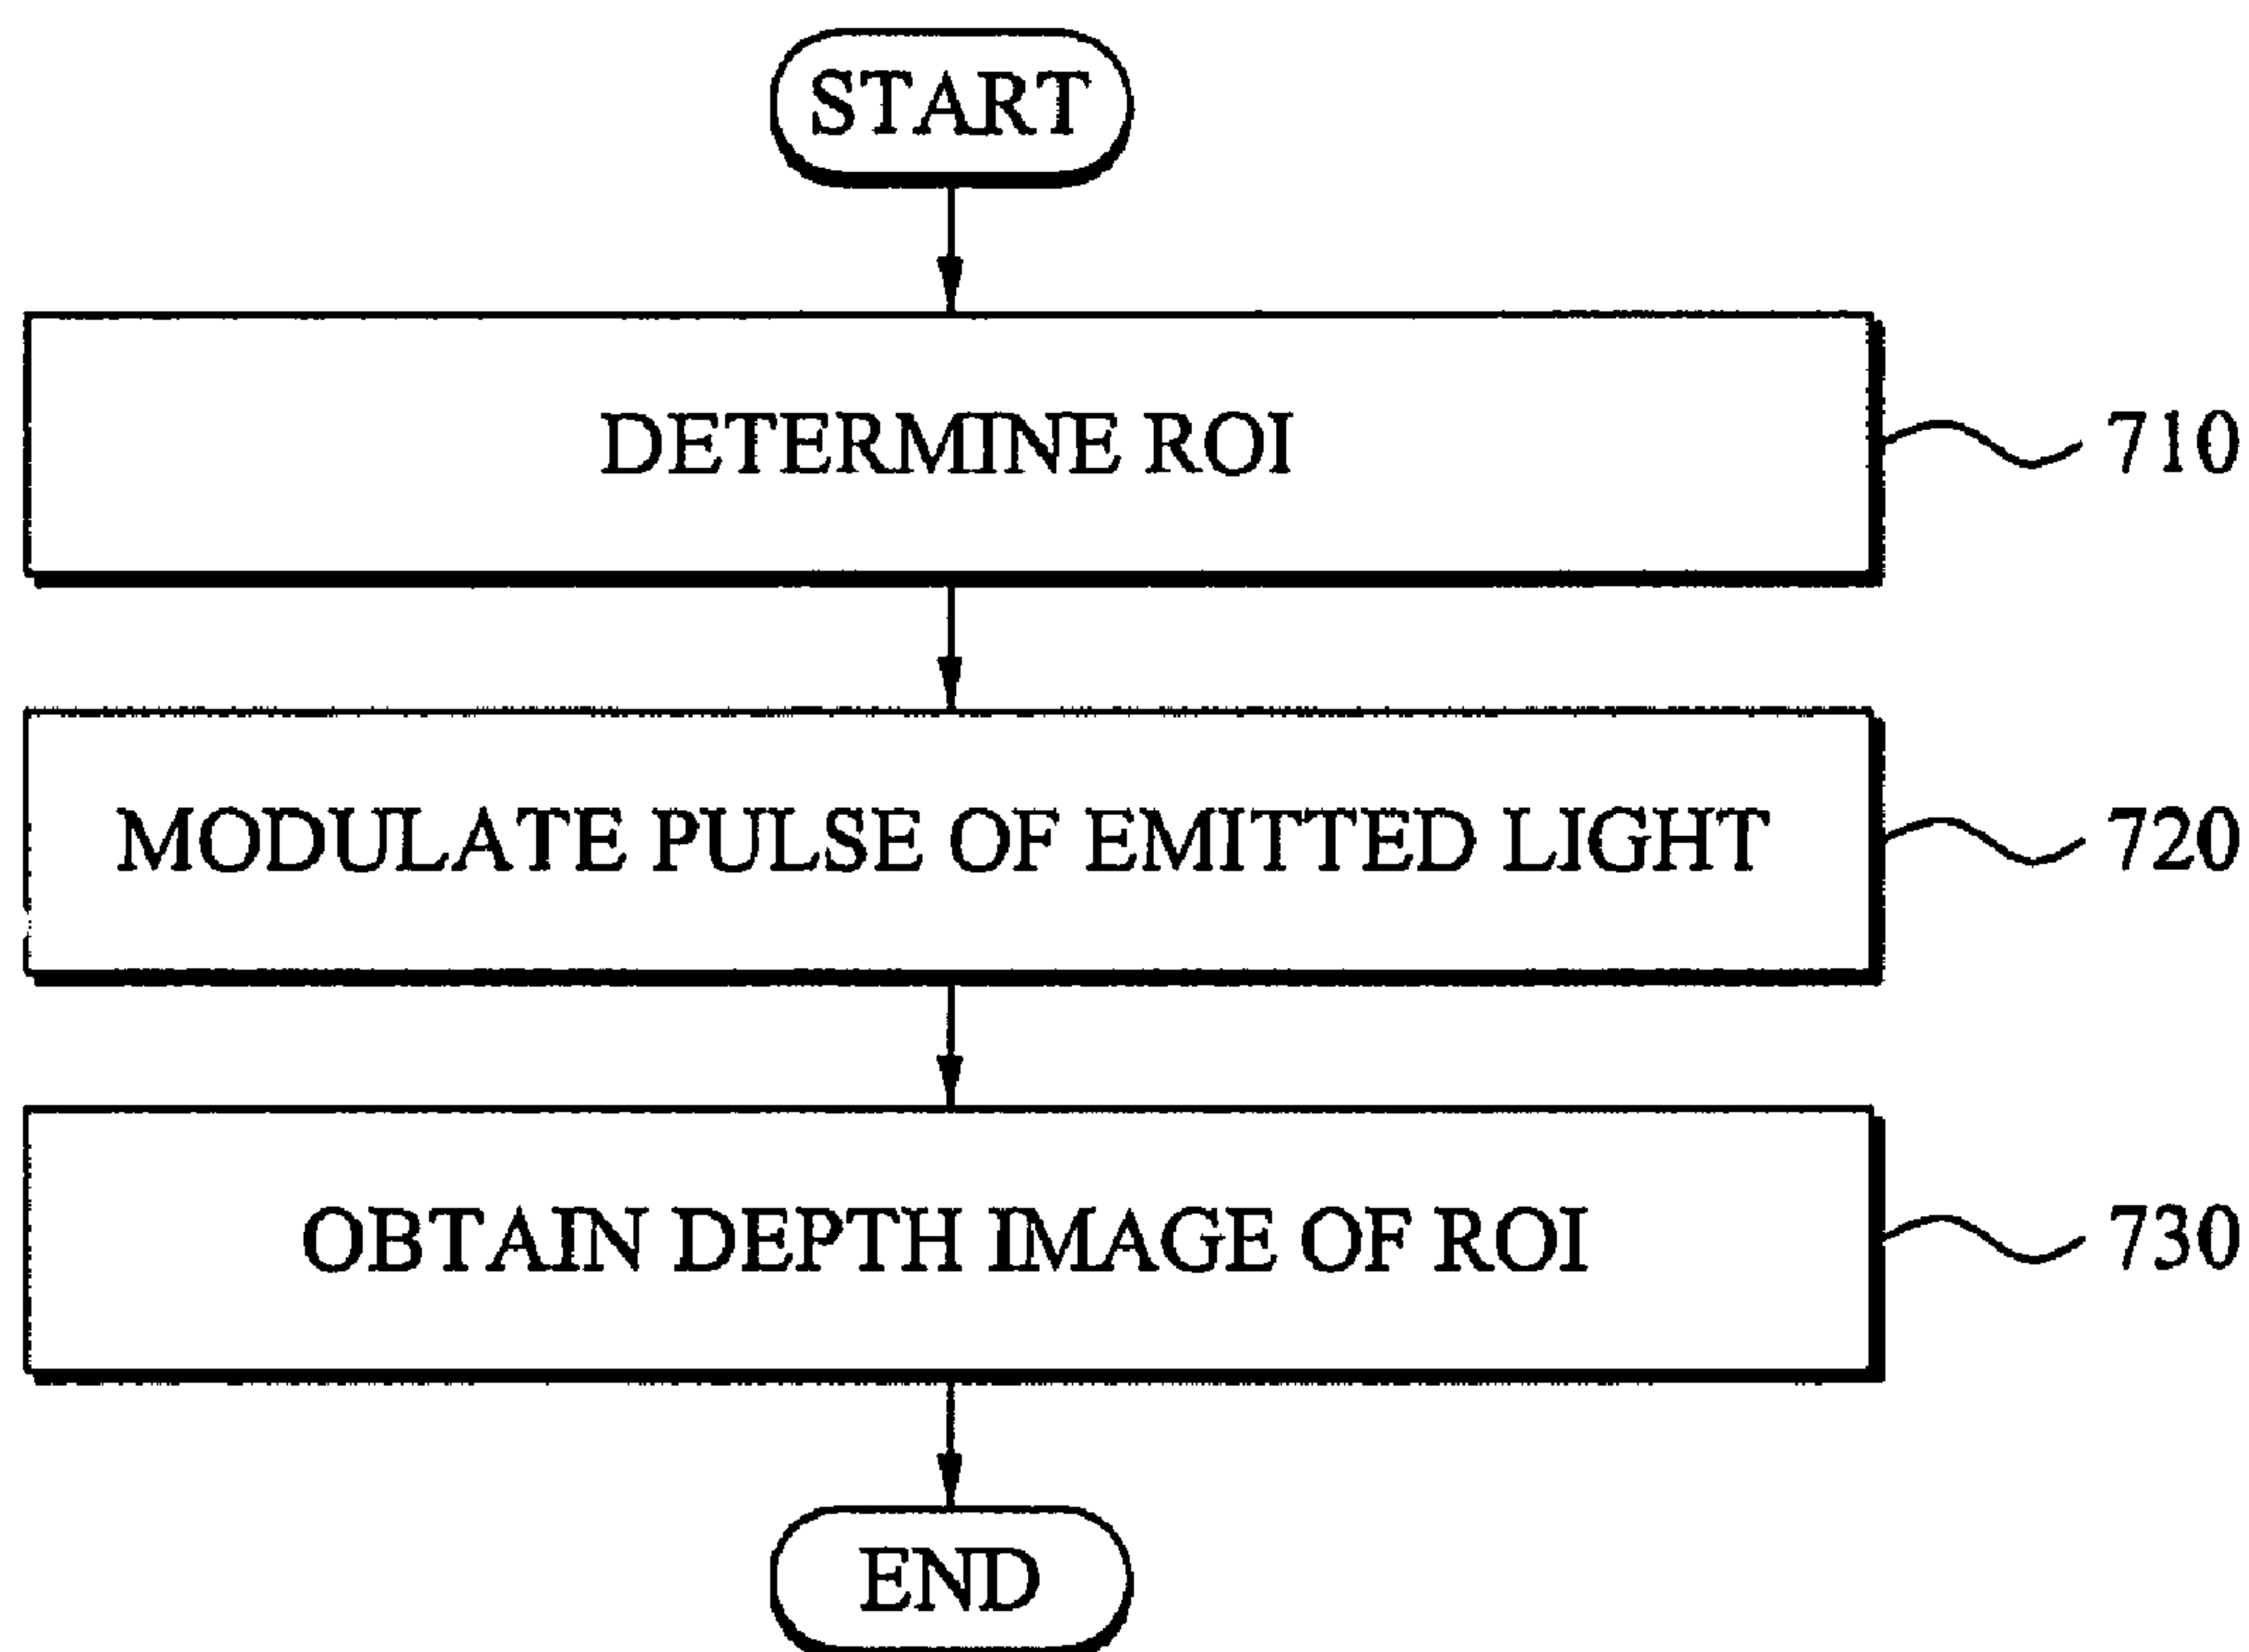 START
DETERMINE ROI
710
MODULATE PULSE OF EMITTED LIGHT
720
OBTAIN DEPTH IMAGE OF ROI
730
END